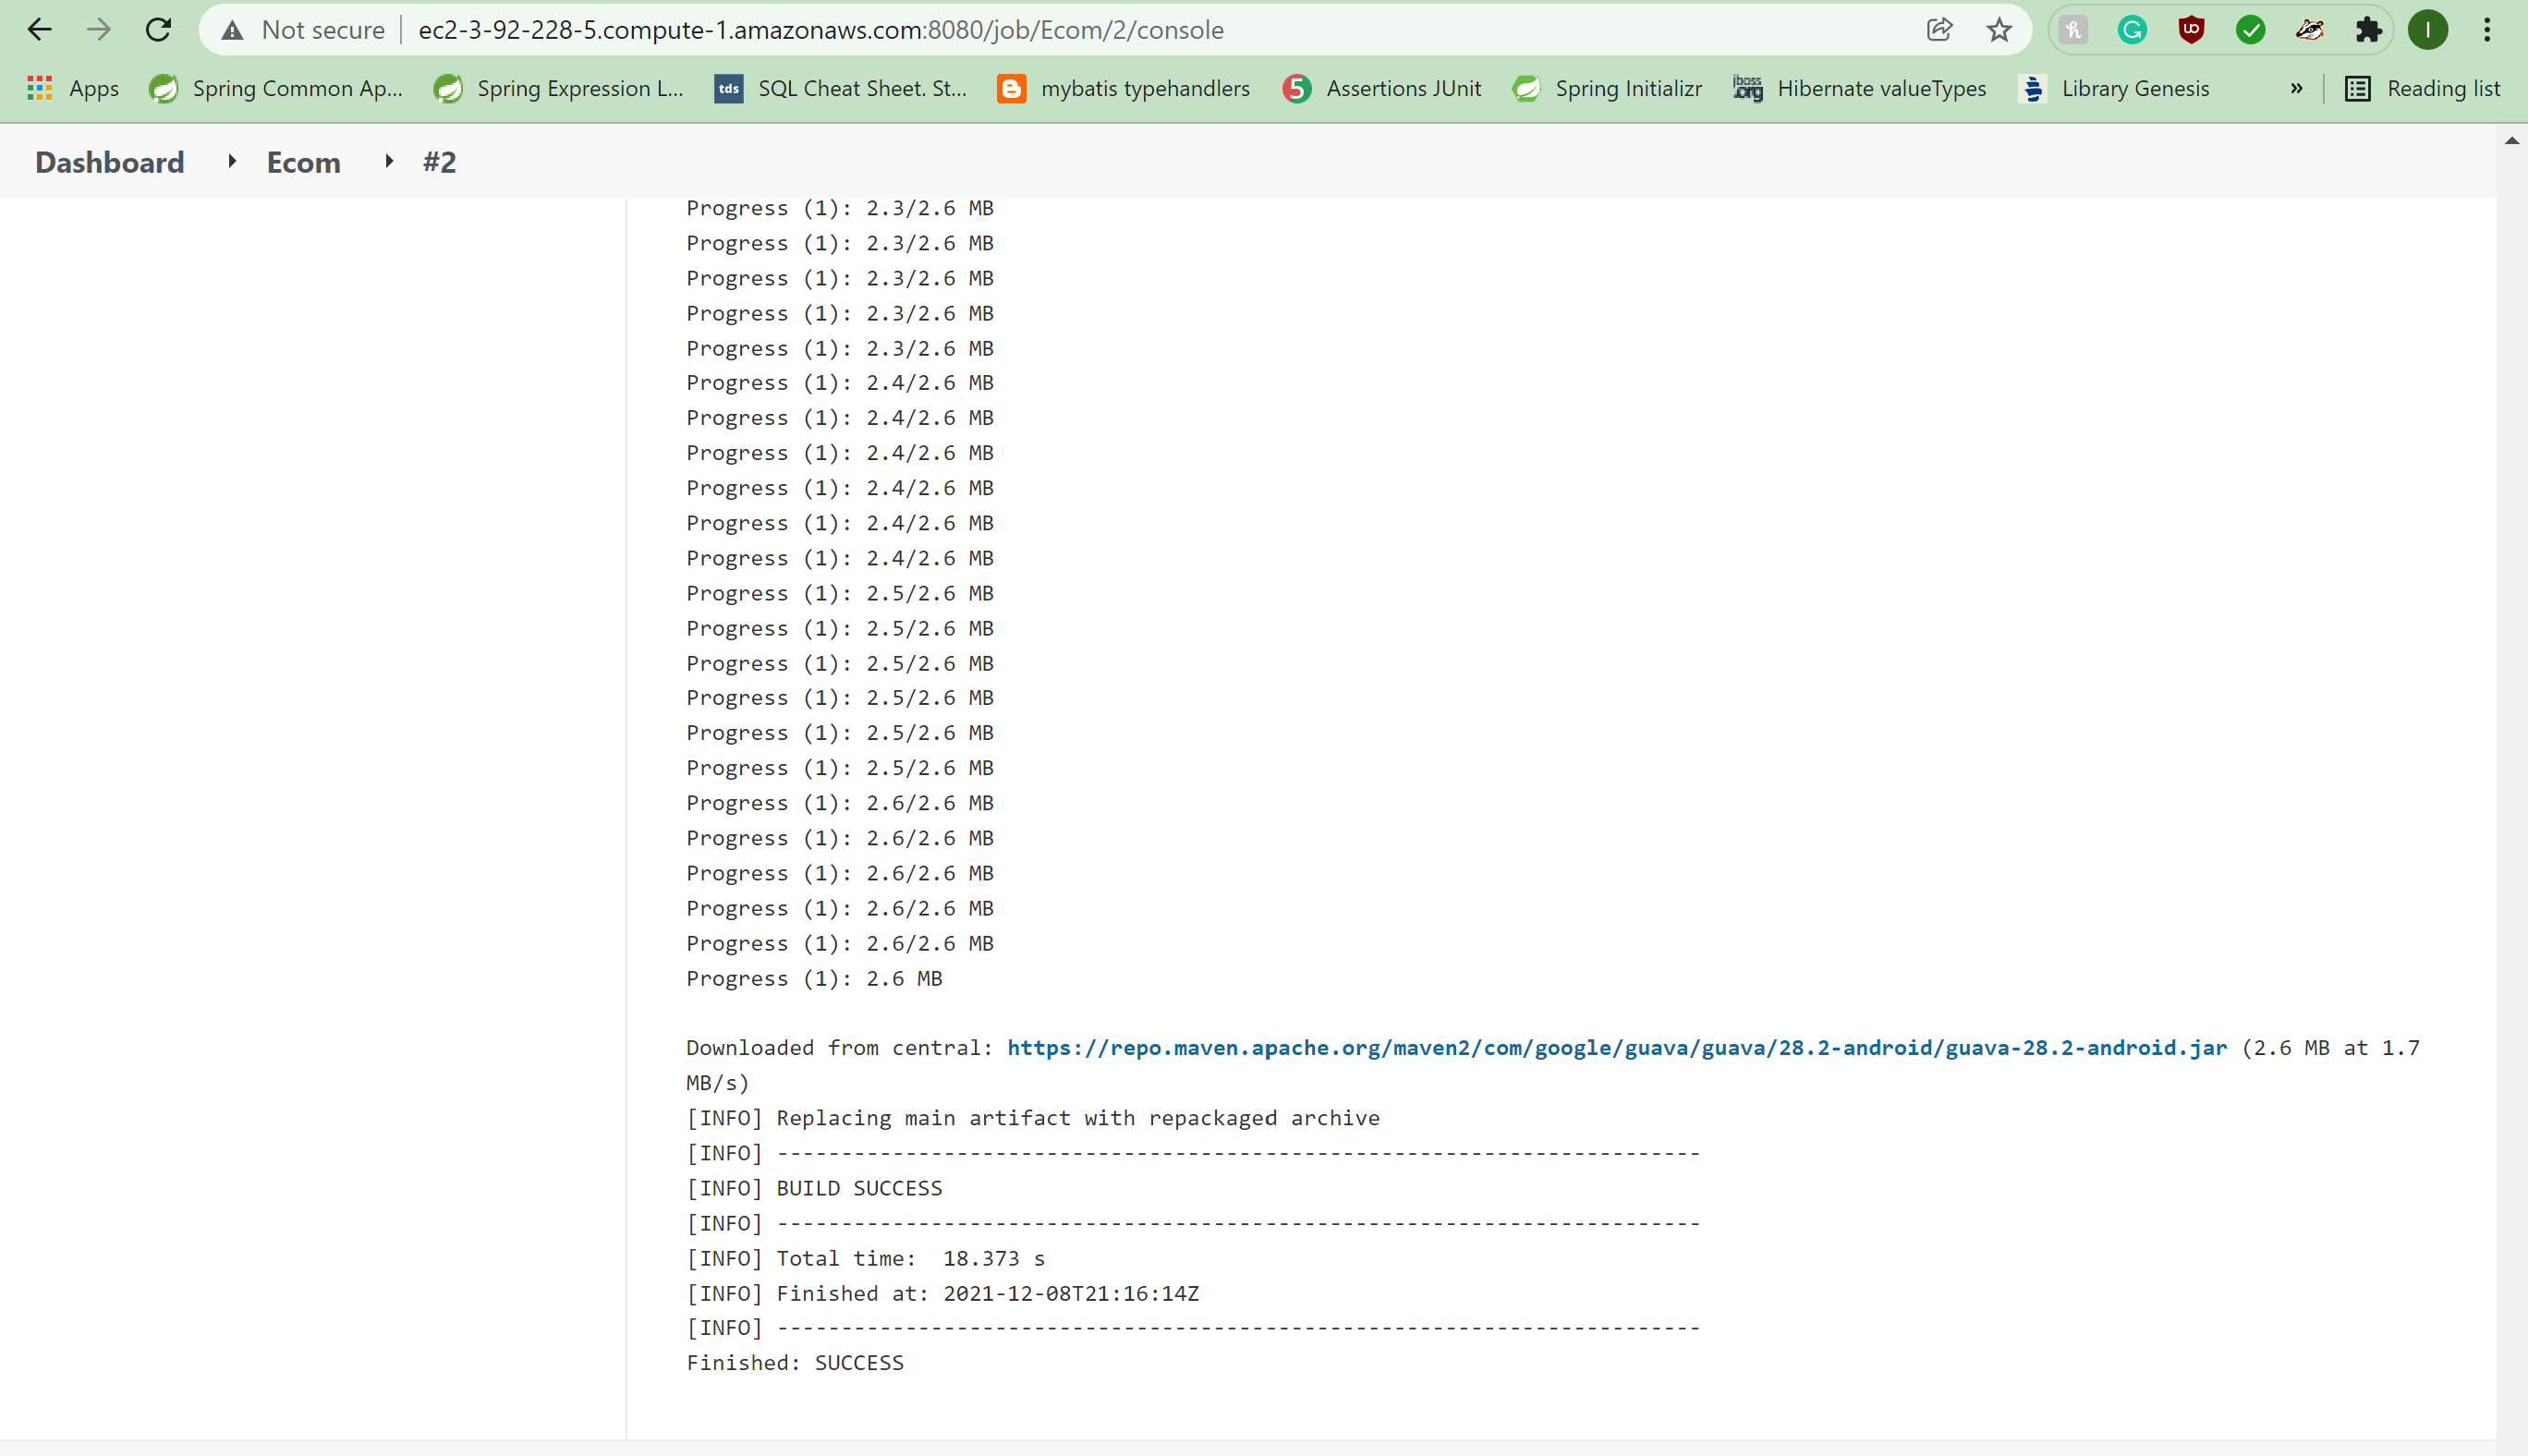 Not secure | ec2-3-92-228-5.compute-1.amazonaws.com:8080/job/Ecom/2/console
I
Apps Spring Common Ap... Spring Expression L... tds SQL Cheat Sheet. St... mybatis typehandlers 5 Assertions JUnit Spring Initializr jboss.org Hibernate valueTypes Library Genesis » Reading list
Dashboard Ecom #2
Progress (1): 2.3/2.6 MB
Progress (1): 2.3/2.6 MB
Progress (1): 2.3/2.6 MB
Progress (1): 2.3/2.6 MB
Progress (1): 2.3/2.6 MB
Progress (1): 2.4/2.6 MB
Progress (1): 2.4/2.6 MB
Progress (1): 2.4/2.6 MB
Progress (1): 2.4/2.6 MB
Progress (1): 2.4/2.6 MB
Progress (1): 2.4/2.6 MB
Progress (1): 2.5/2.6 MB
Progress (1): 2.5/2.6 MB
Progress (1): 2.5/2.6 MB
Progress (1): 2.5/2.6 MB
Progress (1): 2.5/2.6 MB
Progress (1): 2.5/2.6 MB
Progress (1): 2.6/2.6 MB
Progress (1): 2.6/2.6 MB
Progress (1): 2.6/2.6 MB
Progress (1): 2.6/2.6 MB
Progress (1): 2.6/2.6 MB
Progress (1): 2.6 MB
Downloaded from central: https://repo.maven.apache.org/maven2/com/google/guava/guava/28.2-android/guava-28.2-android.jar (2.6 MB at 1.7
MB/s)
[INFO] Replacing main artifact with repackaged archive
[INFO] ------------------------------------------------------------------------
[INFO] BUILD SUCCESS
[INFO] ------------------------------------------------------------------------
[INFO] Total time:  18.373 s
[INFO] Finished at: 2021-12-08T21:16:14Z
[INFO] ------------------------------------------------------------------------
Finished: SUCCESS